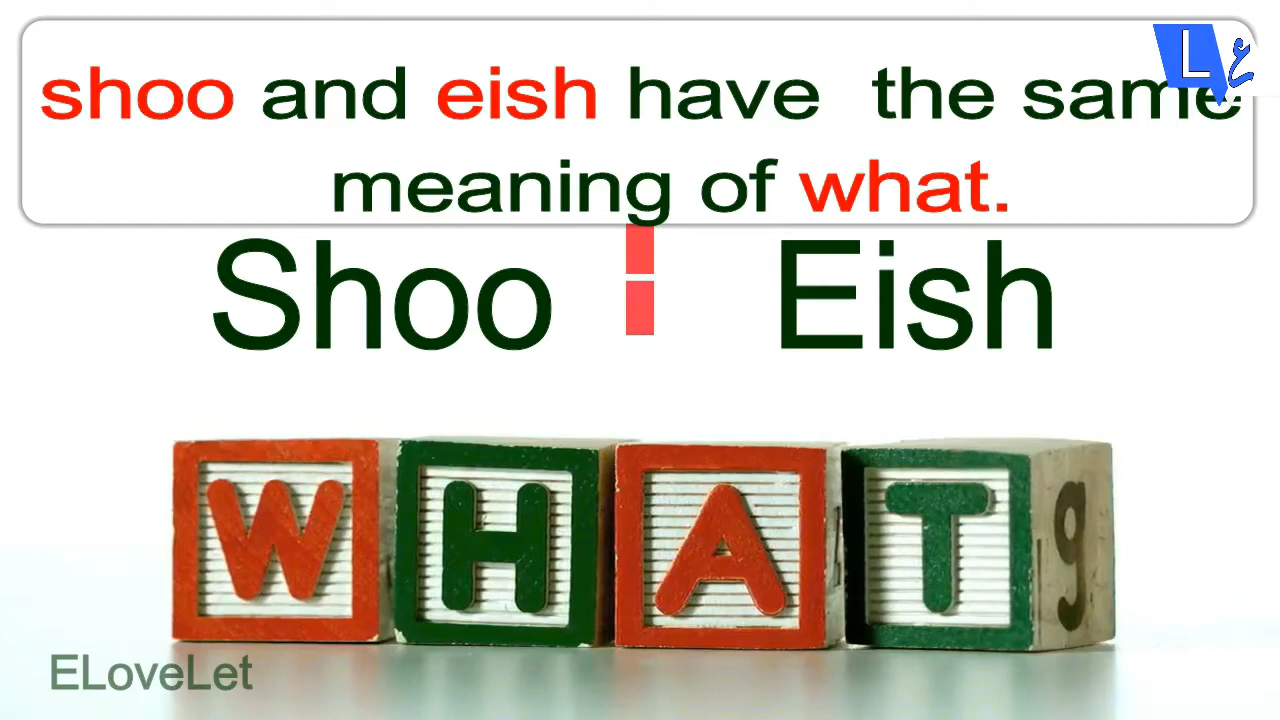 shoo and eish have the same
meaning of what.
Shoo Eish
WHAT g
ELoveLet
L